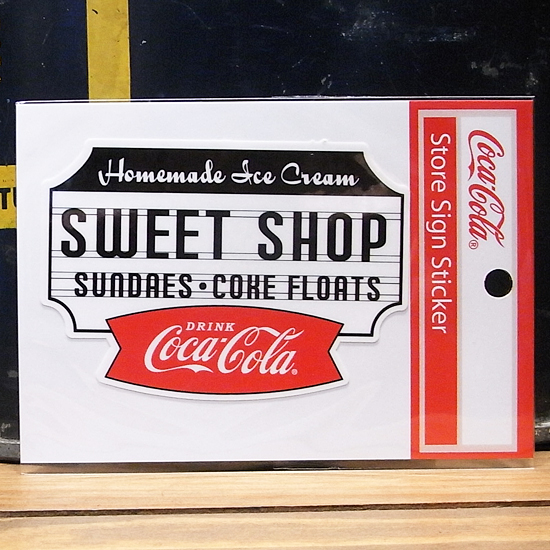 Homemade Ice Cream
SWEET SHOP
SUNDAES • COKE FLOATS
DRINK
Coca-Cola®
Coca-Cola®
Store Sign Sticker